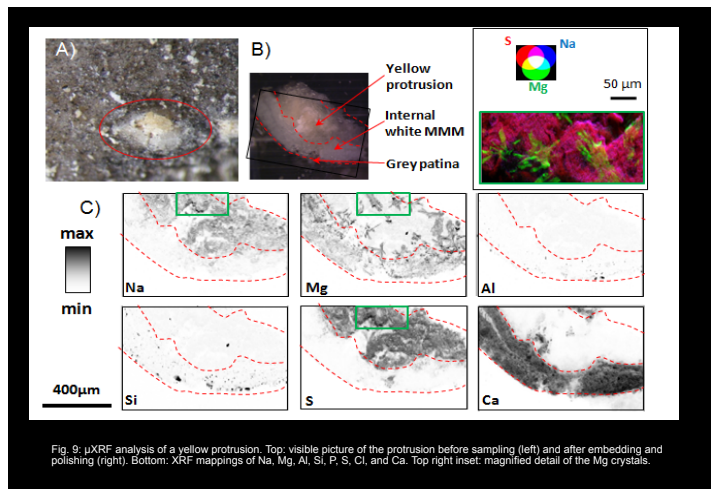 A)
B)
Yellow
protrusion
Internal
white MMM
Grey patina
S
Na
Mg
50 µm
C)
max
min
Na
Mg
Al
Si
S
Ca
400µm
Fig. 9: µXRF analysis of a yellow protrusion. Top: visible picture of the protrusion before sampling (left) and after embedding and
polishing (right). Bottom: XRF mappings of Na, Mg, Al, Si, P, S, Cl, and Ca. Top right inset: magnified detail of the Mg crystals.